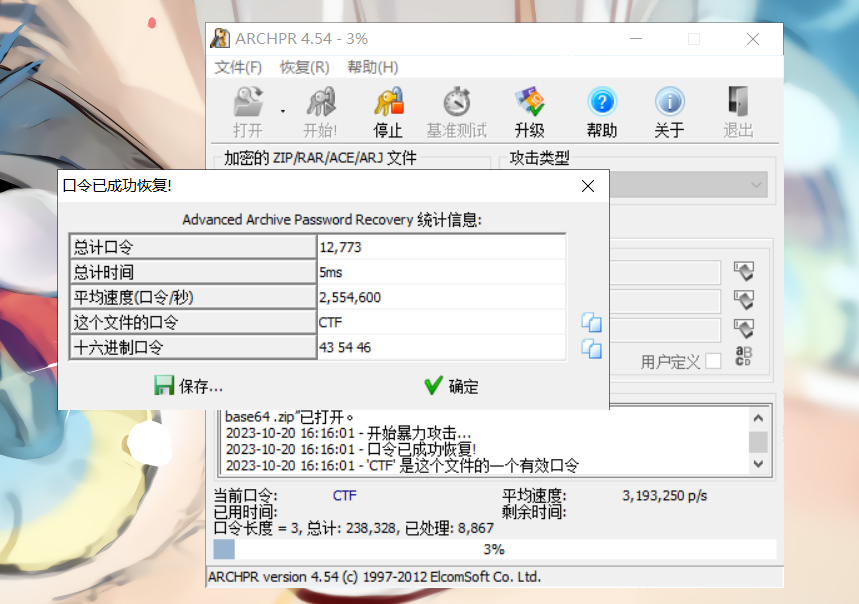 ARCHPR 4.54 - 3%
文件(F) 恢复(R) 帮助(H)
打开 开始! 停止 基准测试 升级 帮助 关于 退出
加密的 ZIP/RAR/ACE/ARJ 文件 攻击类型
口令已成功恢复!
Advanced Archive Password Recovery 统计信息:
总计口令 12,773
总计时间 5ms
平均速度(口令/秒) 2,554,600
这个文件的口令 CTF
十六进制口令 43 54 46
用户定义
保存... 确定
base64 .zip"已打开。
2023-10-20 16:16:01 - 开始暴力攻击...
2023-10-20 16:16:01 - 口令已成功恢复!
2023-10-20 16:16:01 - 'CTF' 是这个文件的一个有效口令
当前口令: CTF 平均速度: 3,193,250 p/s
已用时间: 剩余时间:
口令长度 = 3, 总计: 238,328, 已处理: 8,867
3%
ARCHPR version 4.54 (c) 1997-2012 ElcomSoft Co. Ltd.